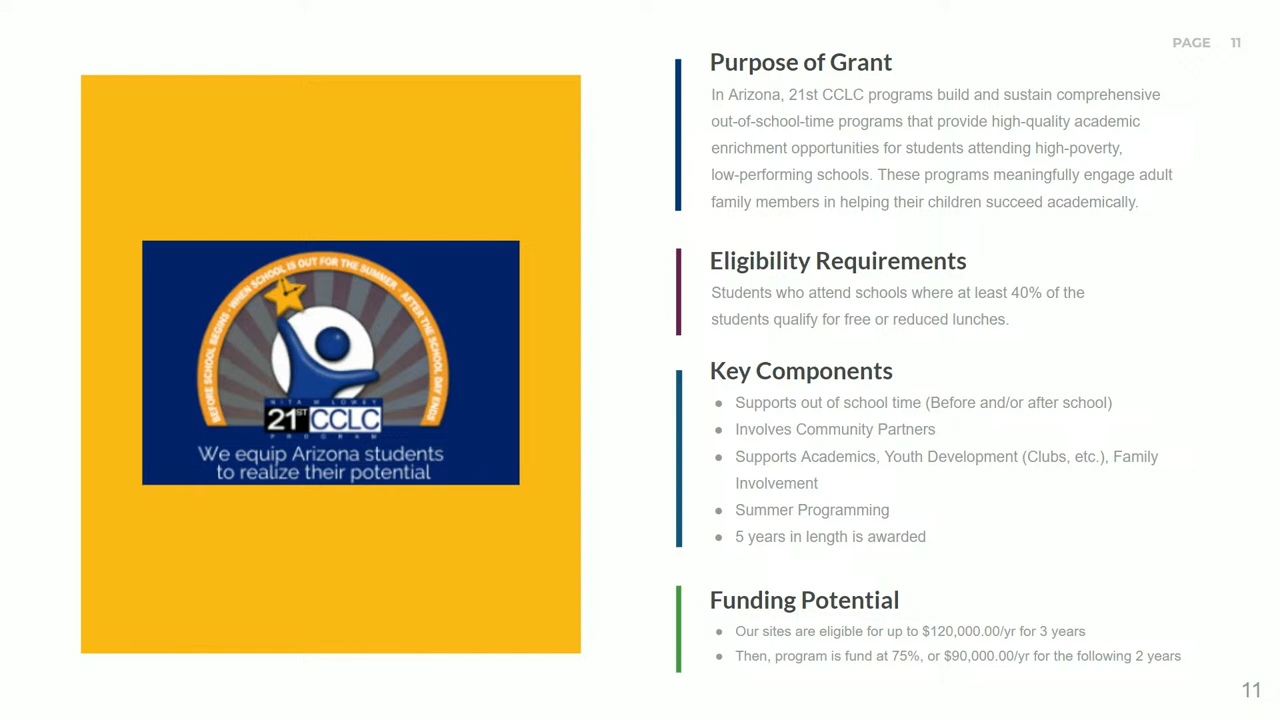 PAGE 11
BEFORE SCHOOL BEGINS - WHEN SCHOOL IS OUT FOR THE SUMMER - AFTER THE SCHOOL DAY ENDS
NITA M LOWEY
21ST CCLC
PROGRAM
We equip Arizona students
to realize their potential
Purpose of Grant
In Arizona, 21st CCLC programs build and sustain comprehensive
out-of-school-time programs that provide high-quality academic
enrichment opportunities for students attending high-poverty,
low-performing schools. These programs meaningfully engage adult
family members in helping their children succeed academically.
Eligibility Requirements
Students who attend schools where at least 40% of the
students qualify for free or reduced lunches.
Key Components
● Supports out of school time (Before and/or after school)
● Involves Community Partners
● Supports Academics, Youth Development (Clubs, etc.), Family
Involvement
● Summer Programming
● 5 years in length is awarded
Funding Potential
● Our sites are eligible for up to $120,000.00/yr for 3 years
● Then, program is fund at 75%, or $90,000.00/yr for the following 2 years
11